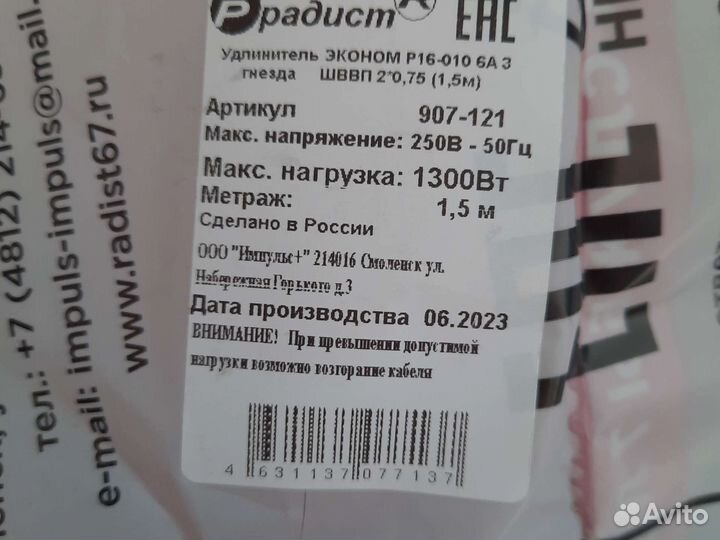 Радист R
ЕАС
Удлинитель ЭКОНОМ Р16-010 6А 3
гнезда ШВВП 2*0,75 (1,5м)
Артикул 907-121
Макс. напряжение: 250В - 50Гц
Макс. нагрузка: 1300Вт
Метраж: 1,5 м
Сделано в России
ООО "Импульс+" 214016 Смоленск ул.
Набережная Горького д.3
Дата производства 06.2023
ВНИМАНИЕ! При превышении допустимой
нагрузки возможно возгорание кабеля
4 631137 077137
тел.: +7 (4812) 214-
e-mail: impuls-impuls@mail.
www.radist67.ru
Avito